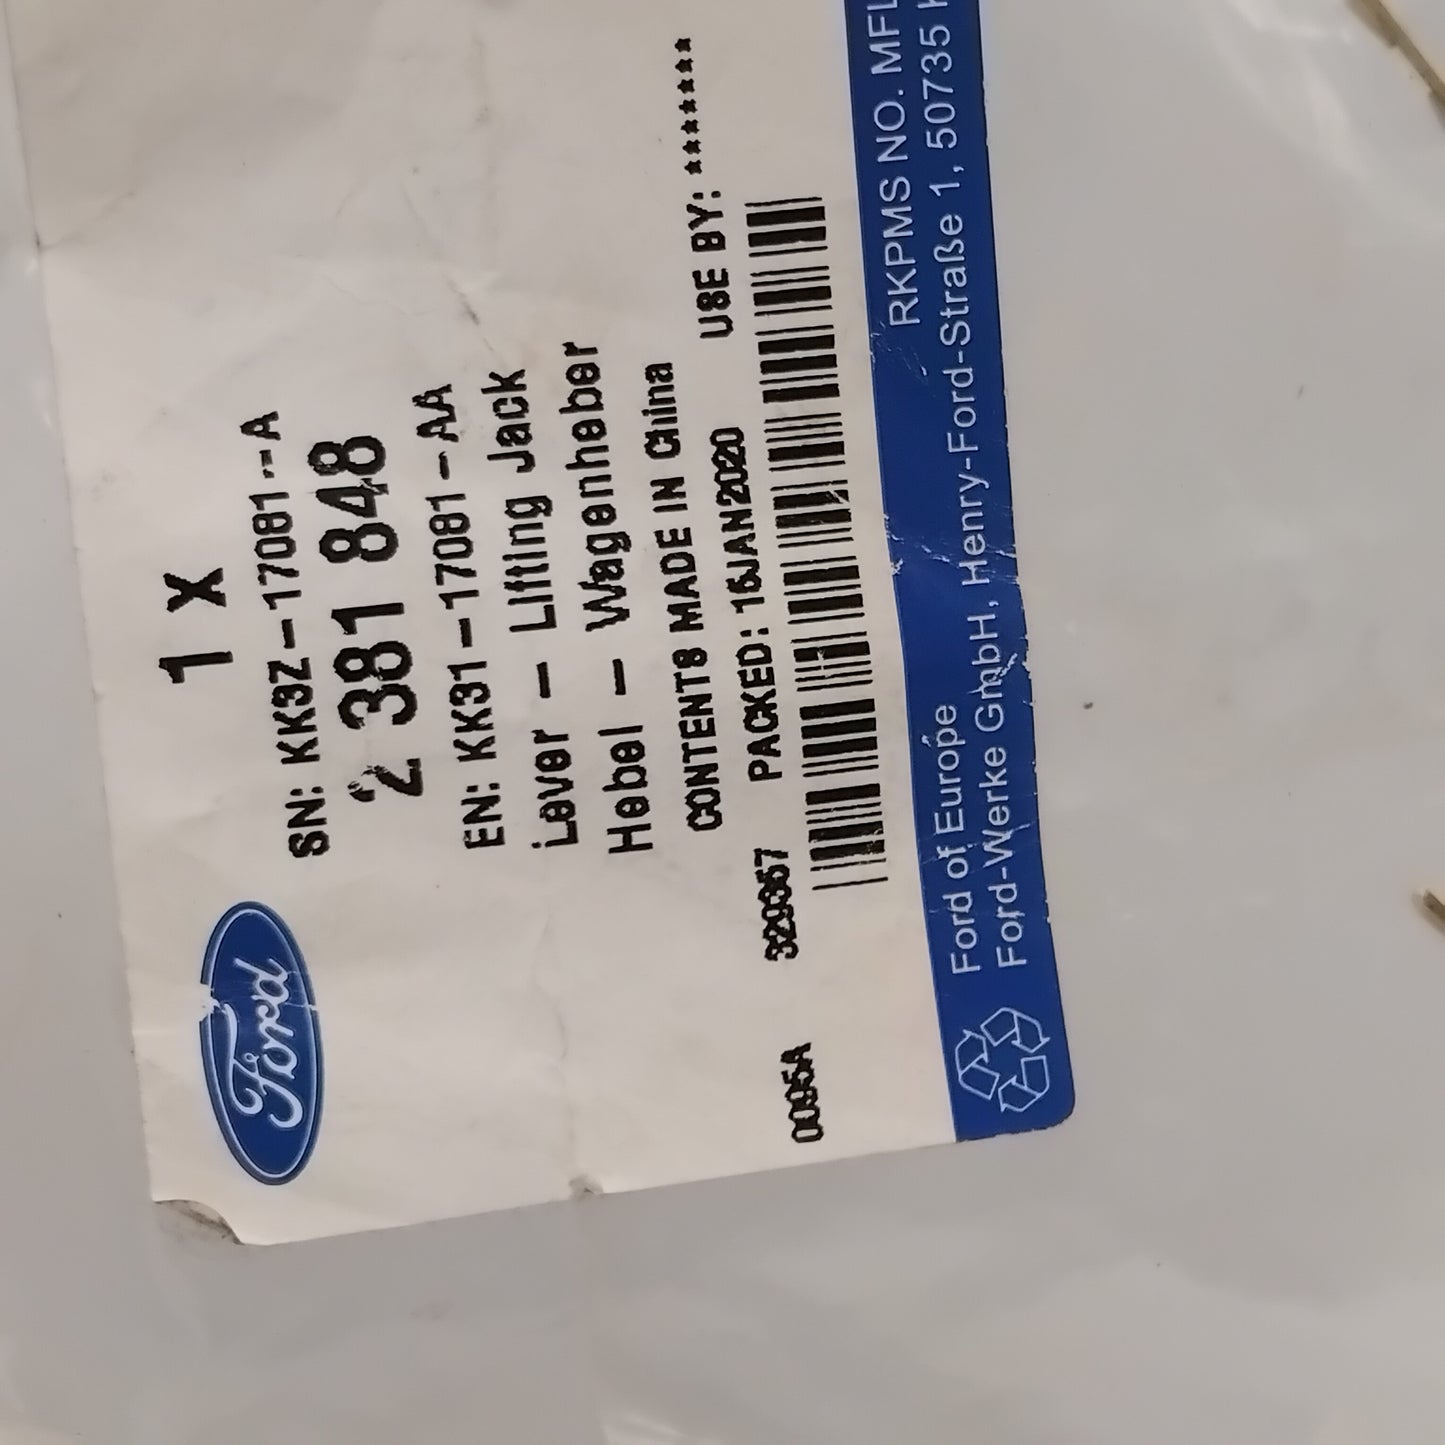 Ford
1 X
SN: KK3Z-17081--A
2 381 848
EN: KK31-17081-AA
Lever - Lifting Jack
Hebel - Wagenheber
CONTENTS MADE IN China
0095A 329357 PACKED: 15JAN2020 USE BY: *******
RKPMS NO. MFL
Ford of Europe
Ford-Werke GmbH, Henry-Ford-Straße 1, 50735